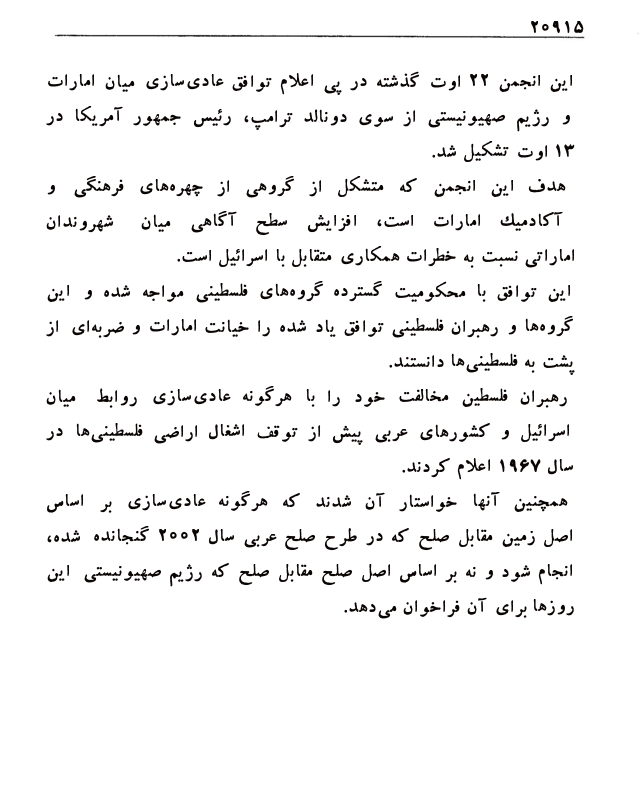 ۲۰۹۱۵
این انجمن ۲۲ اوت گذشته در پی اعلام توافق عادی‌سازی میان امارات
و رژیم صهیونیستی از سوی دونالد ترامپ، رئیس جمهور آمریکا در
۱۳ اوت تشکیل شد.
هدف این انجمن که متشکل از گروهی از چهره‌های فرهنگی و
آکادمیك امارات است، افزایش سطح آگاهی میان شهروندان
اماراتی نسبت به خطرات همکاری متقابل با اسرائیل است.
این توافق با محکومیت گسترده گروه‌های فلسطینی مواجه شده و این
گروه‌ها و رهبران فلسطینی توافق یاد شده را خیانت امارات و ضربه‌ای از
پشت به فلسطینی‌ها دانستند.
رهبران فلسطین مخالفت خود را با هرگونه عادی‌سازی روابط میان
اسرائیل و کشورهای عربی پیش از توقف اشغال اراضی فلسطینی‌ها در
سال ۱۹۶۷ اعلام کردند.
همچنین آنها خواستار آن شدند که هرگونه عادی‌سازی بر اساس
اصل زمین مقابل صلح که در طرح صلح عربی سال ۲۰۰۲ گنجانده شده،
انجام شود و نه بر اساس اصل صلح مقابل صلح که رژیم صهیونیستی این
روزها برای آن فراخوان می‌دهد.